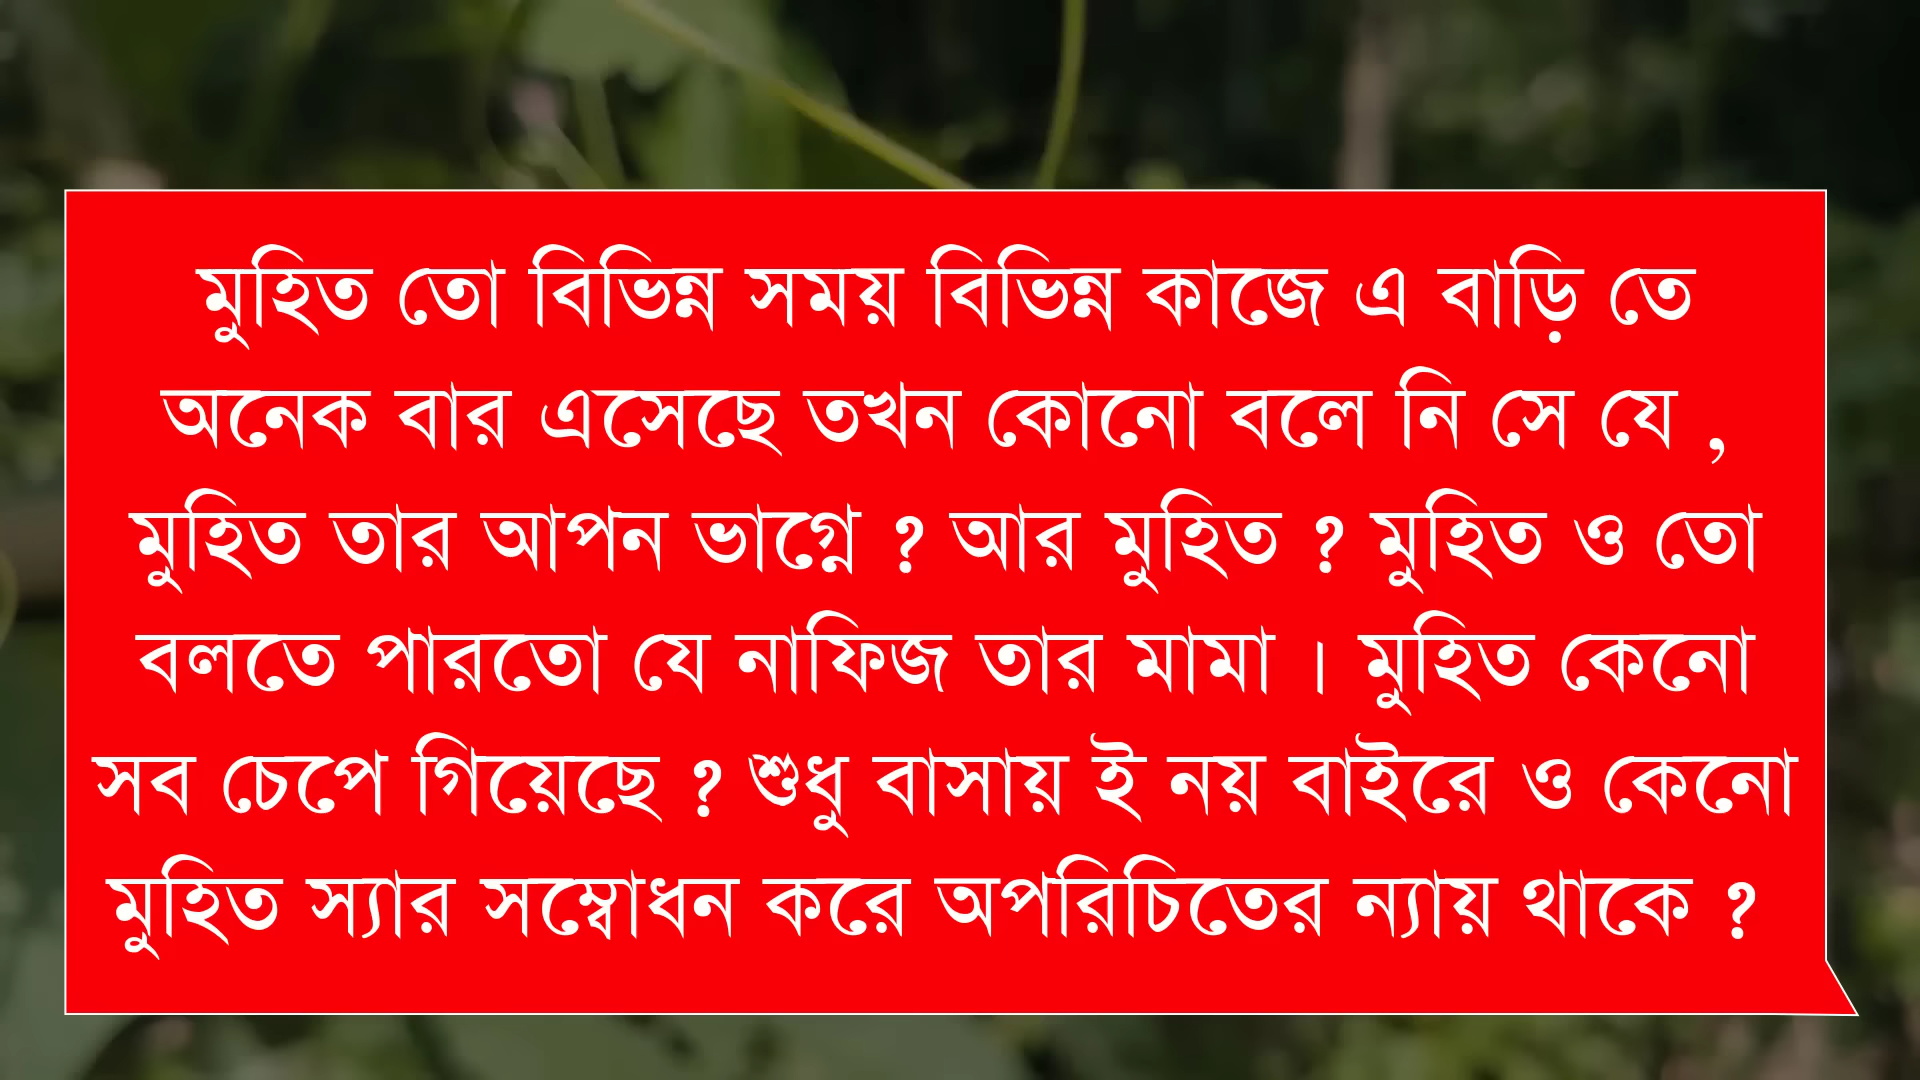 মুহিত তো বিভিন্ন সময় বিভিন্ন কাজে এ বাড়ি তে
অনেক বার এসেছে তখন কোনো বলে নি সে যে ,
মুহিত তার আপন ভাগ্নে ? আর মুহিত ? মুহিত ও তো
বলতে পারতো যে নাফিজ তার মামা । মুহিত কেনো
সব চেপে গিয়েছে ? শুধু বাসায় ই নয় বাইরে ও কেনো
মুহিত স্যার সম্বোধন করে অপরিচিতের ন্যায় থাকে ?